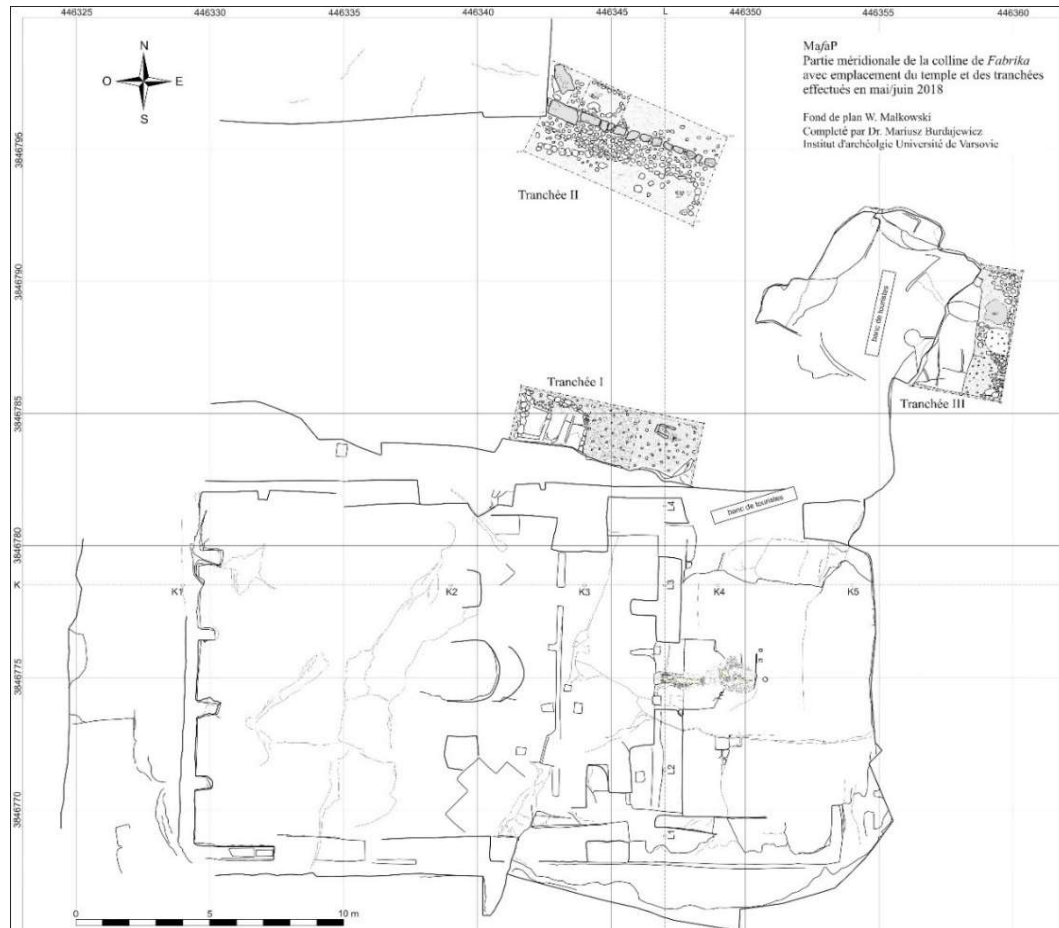 446325 446330 446335 446340 446345 L 446350 446355 446360
MafaP
Partie méridionale de la colline de Fabrika
avec emplacement du temple et des tranchées
effectués en mai/juin 2018
Fond de plan W. Małkowski
Completé par Dr. Mariusz Burdajewicz
Institut d'archéolgie Université de Varsovie
N
O E
S
3846795
Tranchée II
3846790
banc de touristes
Tranchée I
Tranchée III
3846785
banc de touristes
L4
3846780
K K1 K2 K3 L3 K4 K5
3846775
L2
3846770
L1
0 5 10 m